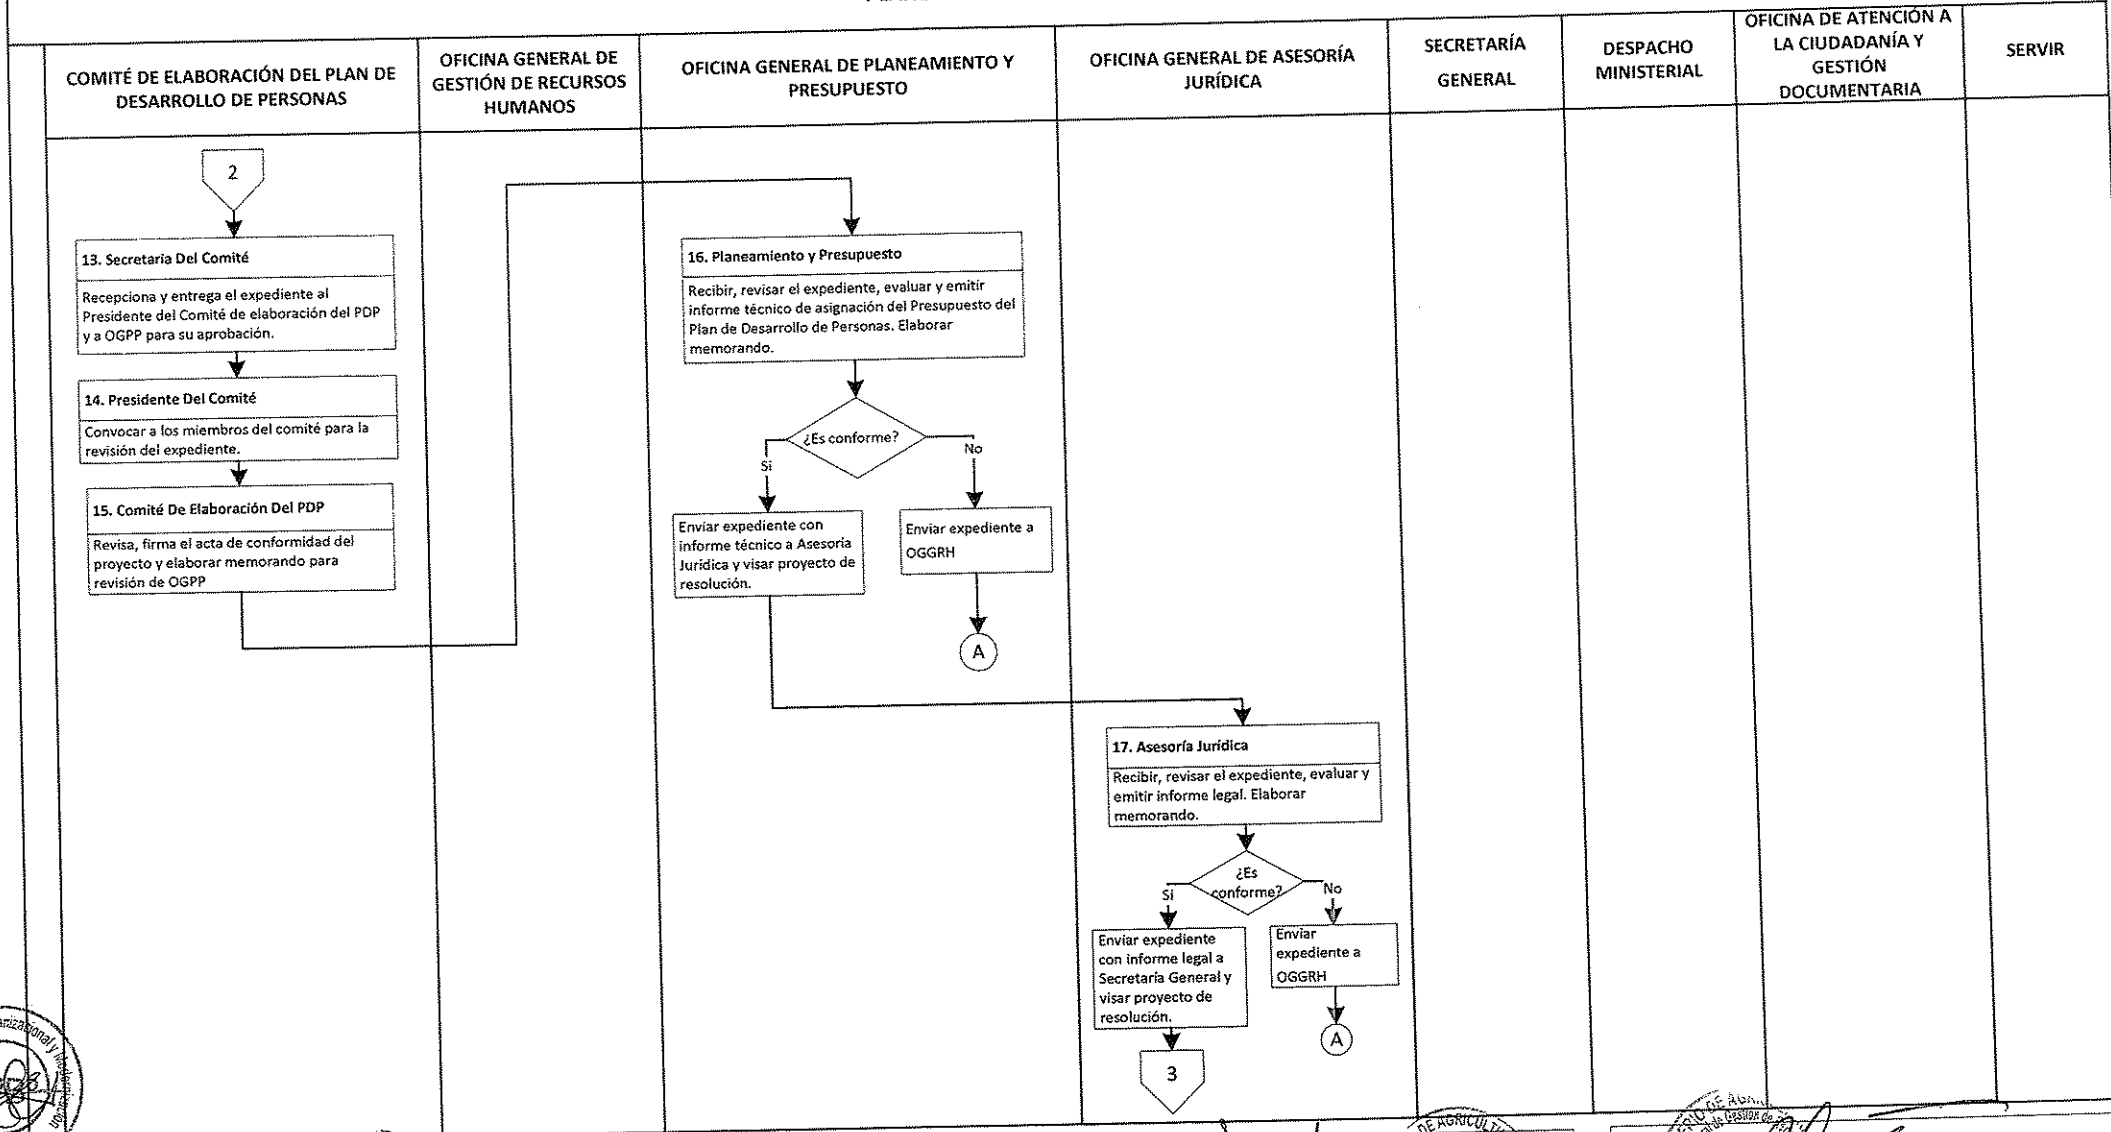 COMITÉ DE ELABORACIÓN DEL PLAN DE
DESARROLLO DE PERSONAS
OFICINA GENERAL DE
GESTIÓN DE RECURSOS
HUMANOS
OFICINA GENERAL DE PLANEAMIENTO Y
PRESUPUESTO
OFICINA GENERAL DE ASESORÍA
JURÍDICA
SECRETARÍA
GENERAL
DESPACHO
MINISTERIAL
OFICINA DE ATENCIÓN A
LA CIUDADANÍA Y
GESTIÓN
DOCUMENTARIA
SERVIR
2
13. Secretaria Del Comité
Recepciona y entrega el expediente al
Presidente del Comité de elaboración del PDP
y a OGPP para su aprobación.
14. Presidente Del Comité
Convocar a los miembros del comité para la
revisión del expediente.
15. Comité De Elaboración Del PDP
Revisa, firma el acta de conformidad del
proyecto y elaborar memorando para
revisión de OGPP
16. Planeamiento y Presupuesto
Recibir, revisar el expediente, evaluar y emitir
informe técnico de asignación del Presupuesto del
Plan de Desarrollo de Personas. Elaborar
memorando.
¿Es conforme?
Si
No
Enviar expediente con
informe técnico a Asesoría
Jurídica y visar proyecto de
resolución.
Enviar expediente a
OGGRH
A
17. Asesoría Jurídica
Recibir, revisar el expediente, evaluar y
emitir informe legal. Elaborar
memorando.
¿Es
conforme?
Si
No
Enviar expediente
con informe legal a
Secretaría General y
visar proyecto de
resolución.
Enviar
expediente a
OGGRH
A
3
y Modernización
DE AGRICULTU
DE AGRI
Gestión de